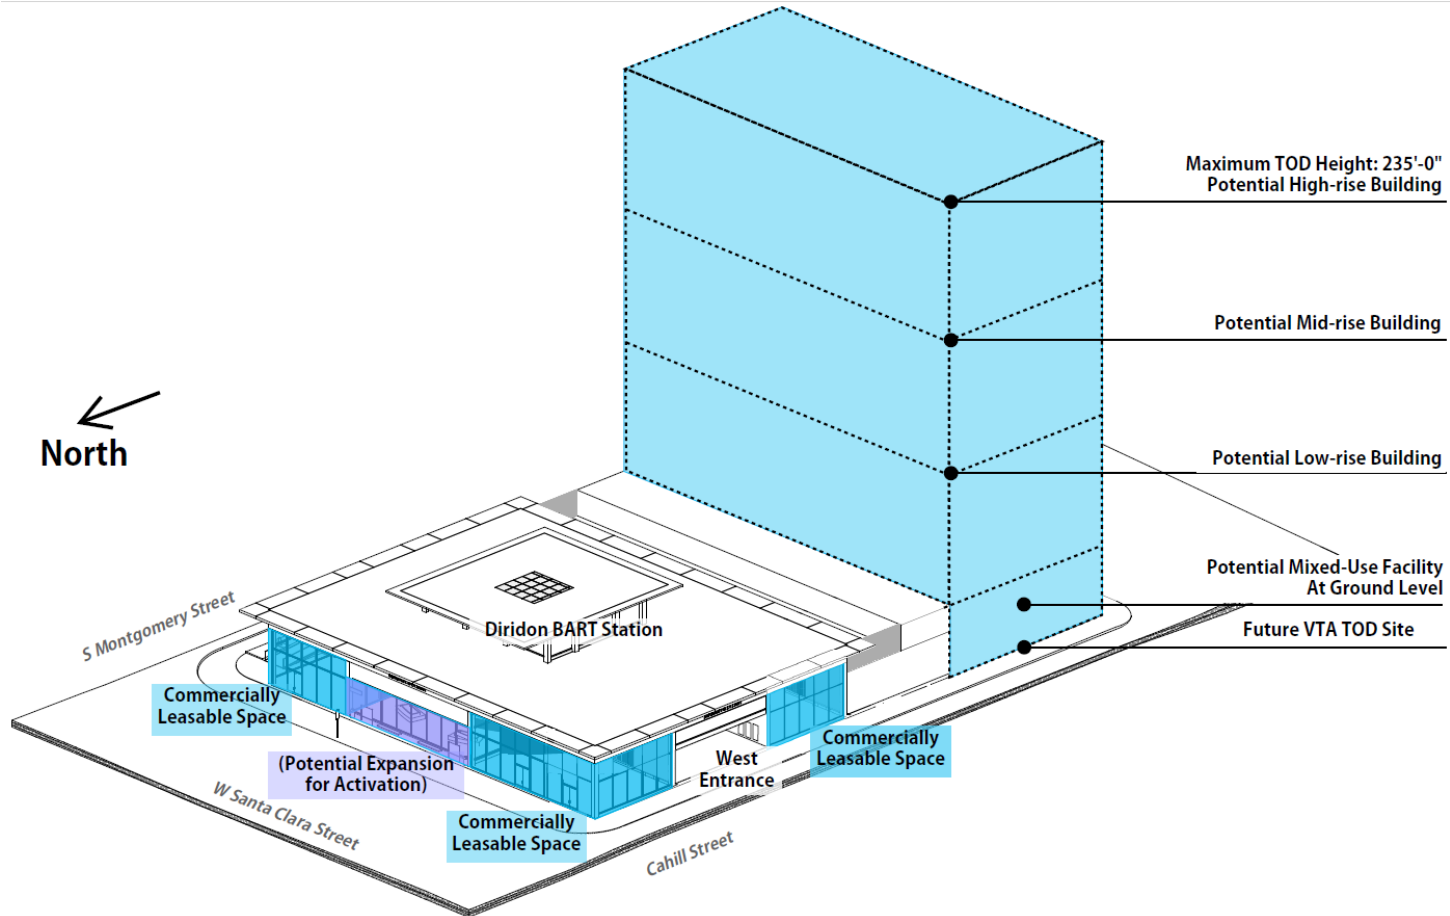 Maximum TOD Height: 235'-0"
Potential High-rise Building
Potential Mid-rise Building
North
Potential Low-rise Building
Potential Mixed-Use Facility
At Ground Level
S Montgomery Street
Diridon BART Station
Future VTA TOD Site
Commercially
Leasable Space
(Potential Expansion
for Activation)
West
Entrance
Commercially
Leasable Space
W Santa Clara Street
Commercially
Leasable Space
Cahill Street